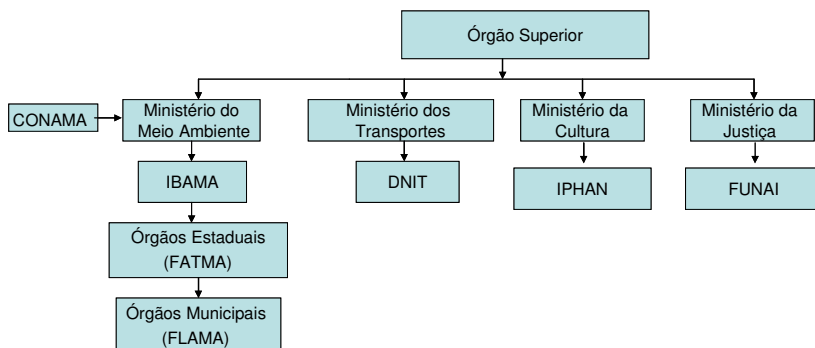 Órgão Superior
CONAMA
Ministério do
Meio Ambiente
Ministério dos
Transportes
Ministério da
Cultura
Ministério da
Justiça
IBAMA
DNIT
IPHAN
FUNAI
Órgãos Estaduais
(FATMA)
Órgãos Municipais
(FLAMA)